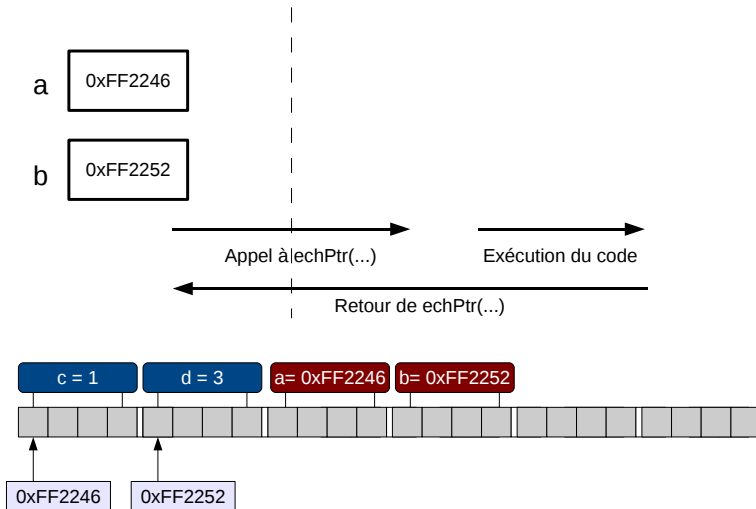 a
0xFF2246
b
0xFF2252
Appel à echPtr(...)
Exécution du code
Retour de echPtr(...)
c = 1
d = 3
a= 0xFF2246
b= 0xFF2252
0xFF2246
0xFF2252